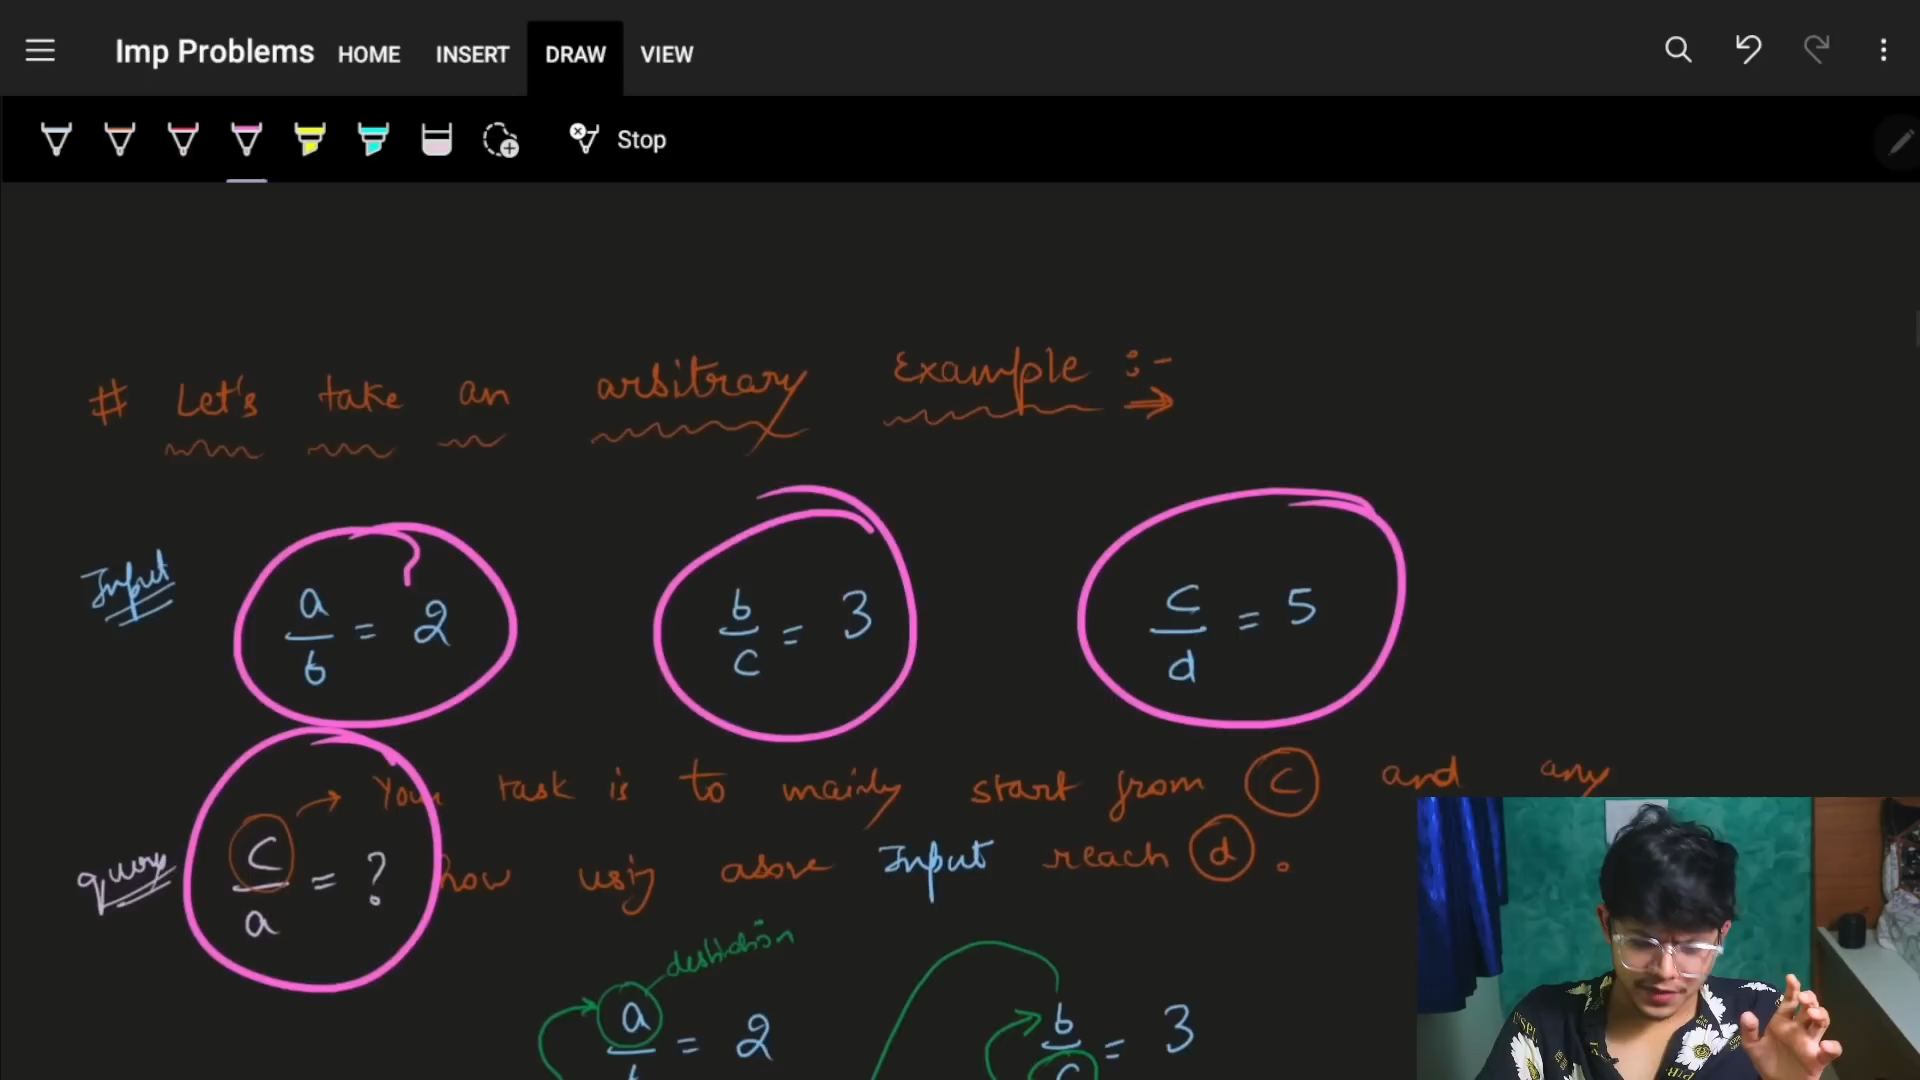 Imp Problems HOME INSERT DRAW VIEW
Stop
# Let's take an arbitrary Example :- →
Input a/b = 2 b/c = 3 c/d = 5
→ Your task is to mainly start from c and any
query c/a = ? how using above Input reach d .
destination
a = 2 b/c = 3